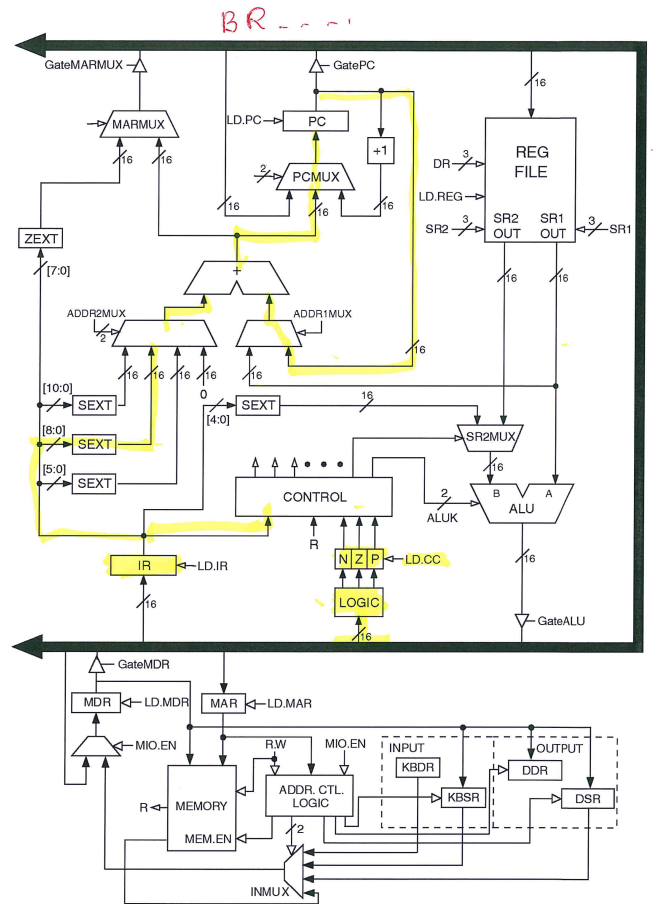 BR - - - -
GateMARMUX
GatePC
16
MARMUX
LD.PC
PC
+1
REG
FILE
3
DR
LD.REG
16
16
2
PCMUX
16
16
16
3
SR2
SR2
OUT
SR1
OUT
3
SR1
ZEXT
[7:0]
+
16
16
ADDR2MUX
2
ADDR1MUX
16
16
16
16
16
0
16
[10:0]
SEXT
[4:0]
SEXT
16
[8:0]
SEXT
SR2MUX
16
[5:0]
SEXT
CONTROL
2
ALUK
B
A
ALU
R
IR
LD.IR
N Z P
LD.CC
16
16
LOGIC
16
GateALU
GateMDR
MDR
LD.MDR
MAR
LD.MAR
MIO.EN
R.W
MIO.EN
INPUT
OUTPUT
KBDR
DDR
MEMORY
R
ADDR. CTL.
LOGIC
KBSR
DSR
MEM.EN
2
INMUX